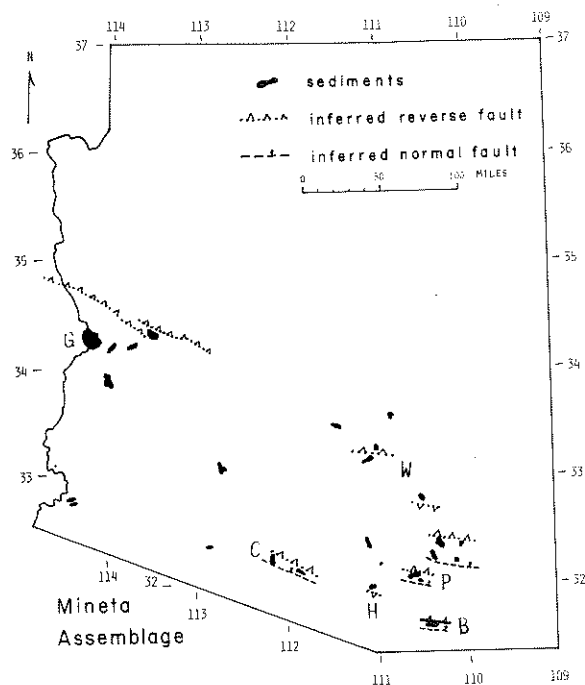 114 113 112 111 110 109
37 37
N
sediments
inferred reverse fault
inferred normal fault
0 50 100 MILES
36 36
35 35
G
34 34
33 33
W
C
P
H
B
32 32
114
113
112
111
110
109
Mineta
Assemblage